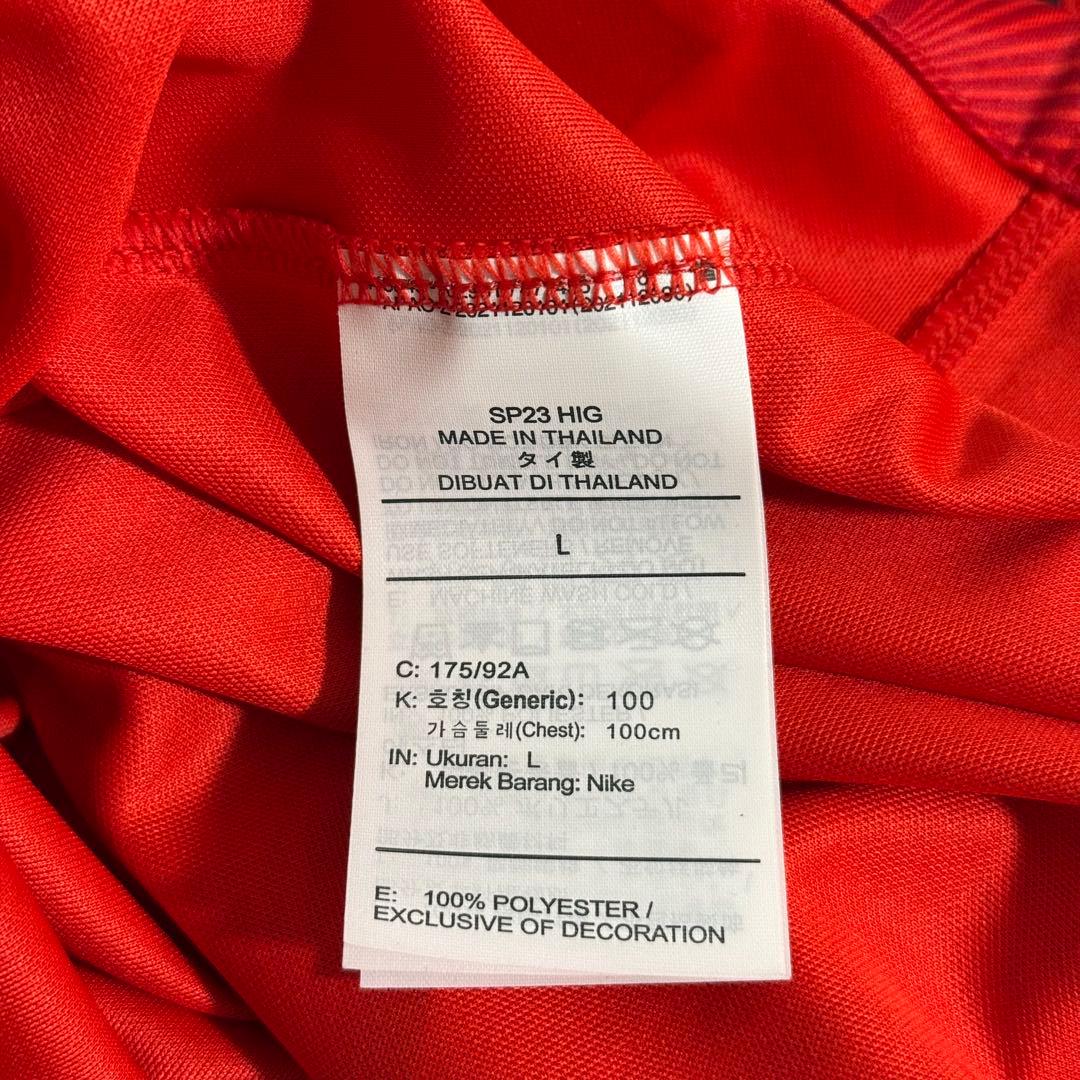 SP23 HIG
MADE IN THAILAND
タイ製
DIBUAT DI THAILAND
L
C: 175/92A
K: 호칭(Generic): 100
가슴둘레(Chest): 100cm
IN: Ukuran: L
Merek Barang: Nike
E: 100% POLYESTER /
EXCLUSIVE OF DECORATION